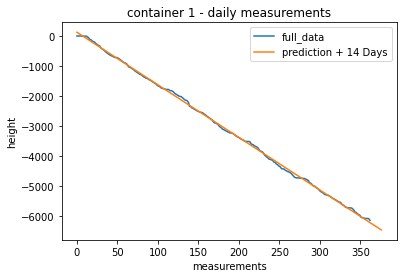 container 1 - daily measurements
full_data
prediction + 14 Days
height
0
−1000
−2000
−3000
−4000
−5000
−6000
0 50 100 150 200 250 300 350
measurements